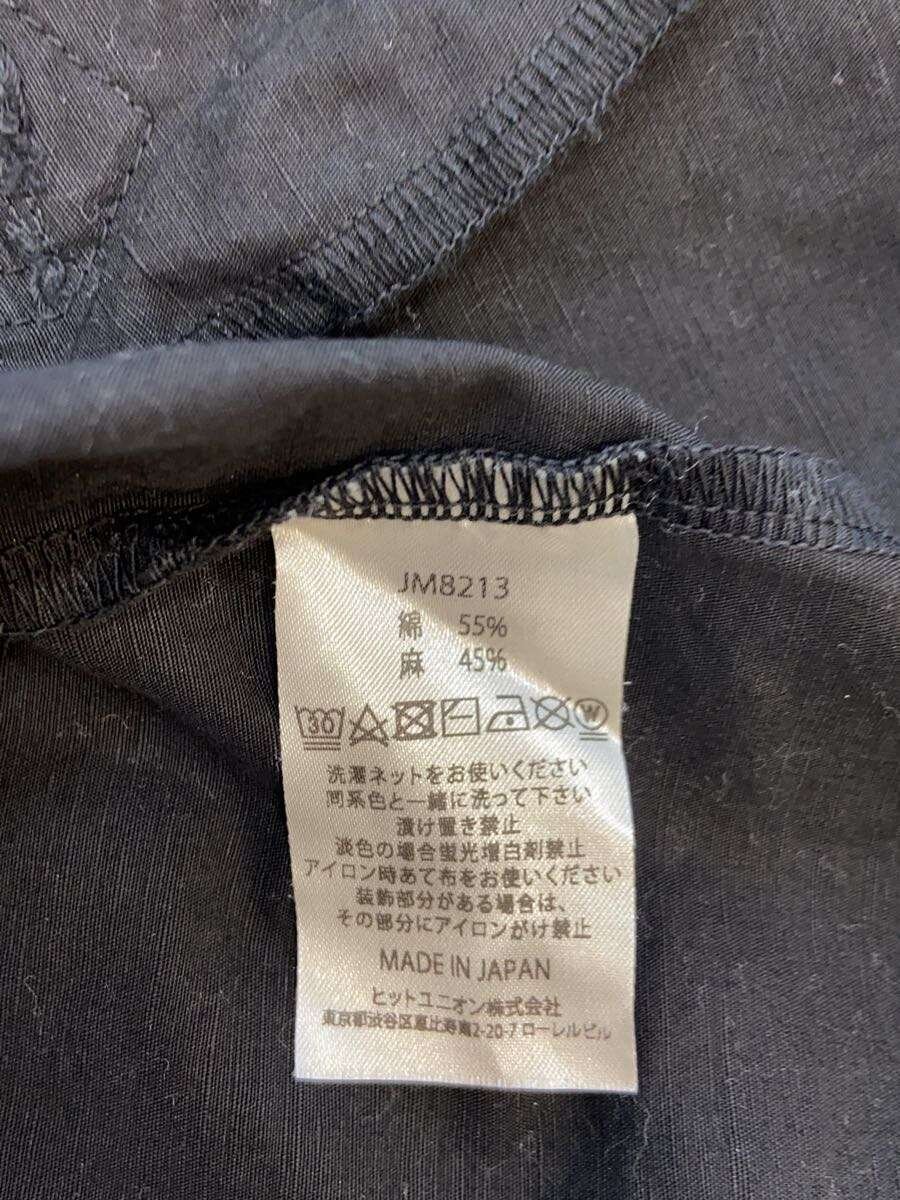 JM8213
綿 55%
麻 45%
30 W
洗濯ネットをお使いください
同系色と一緒に洗って下さい
漬け置き禁止
淡色の場合蛍光増白剤禁止
アイロン時あて布をお使いください
装飾部分がある場合は、
その部分にアイロンがけ禁止
MADE IN JAPAN
ヒットユニオン株式会社
東京都渋谷区恵比寿南2-20-7 ローレルビル